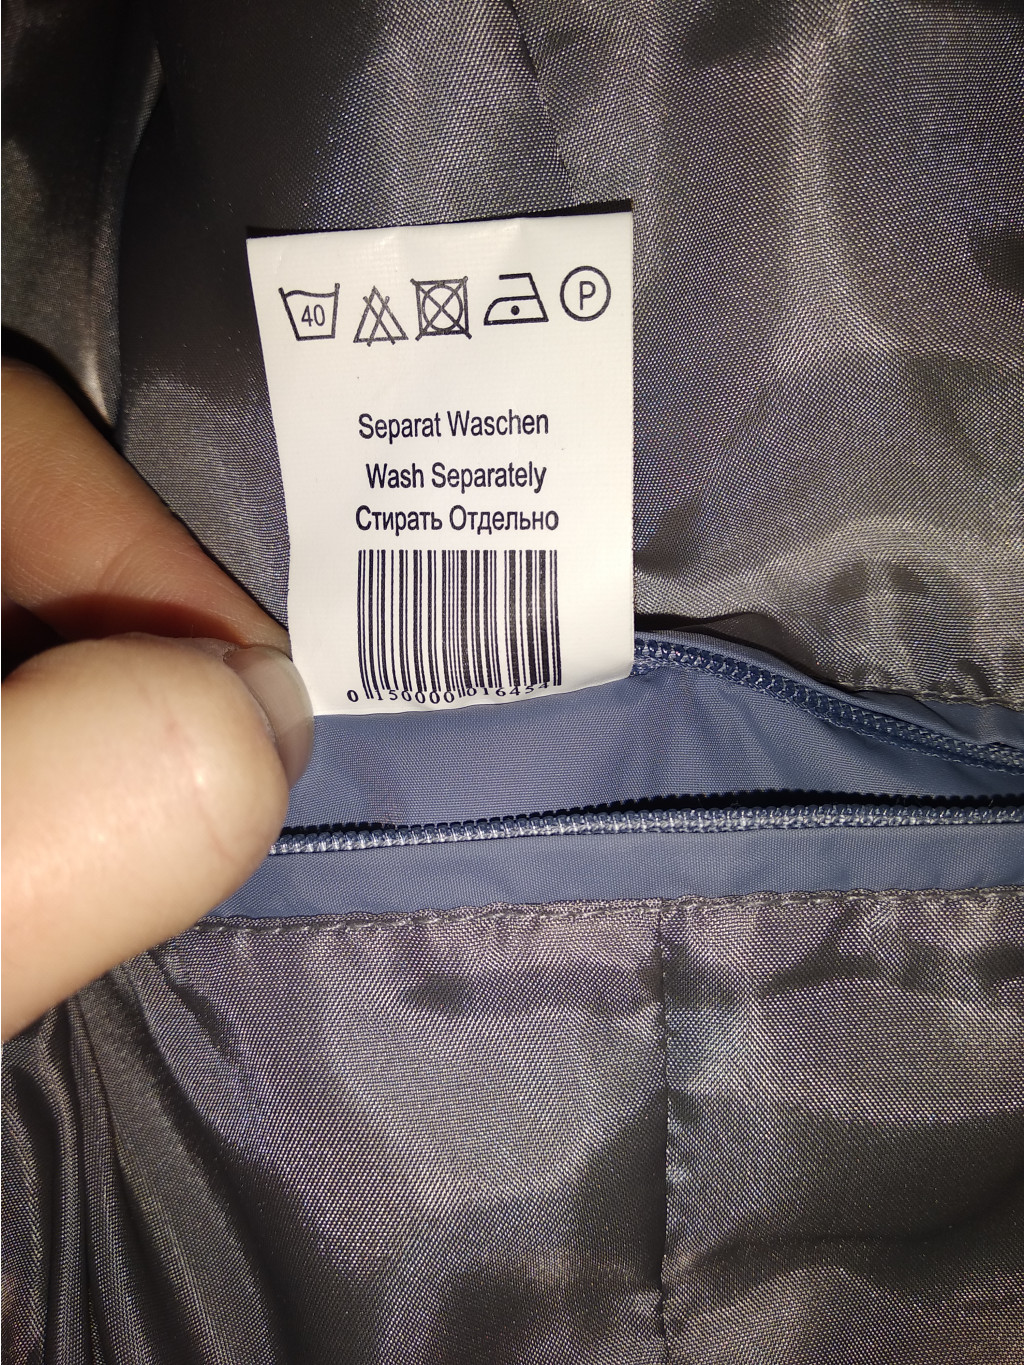 40 P
Separat Waschen
Wash Separately
Стирать Отдельно
0 150000 016454